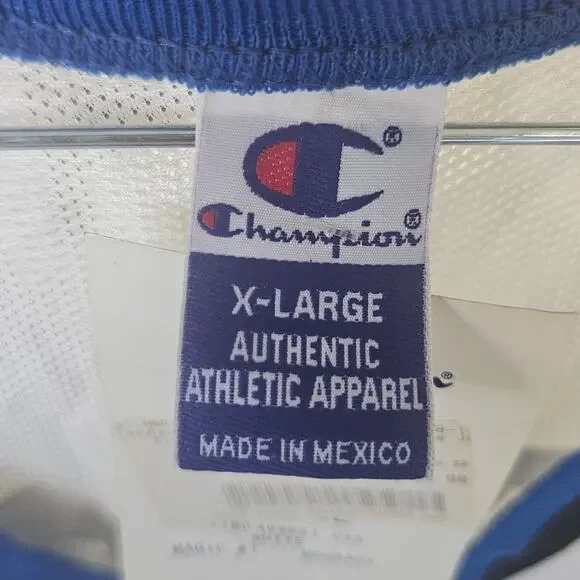 Champion®
X-LARGE
AUTHENTIC
ATHLETIC APPAREL
MADE IN MEXICO